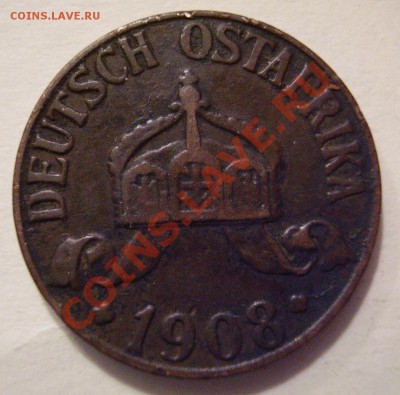 COINS.LAVE.RU
DEUTSCH OSTAFRIKA
1908
COINS.LAVE.RU